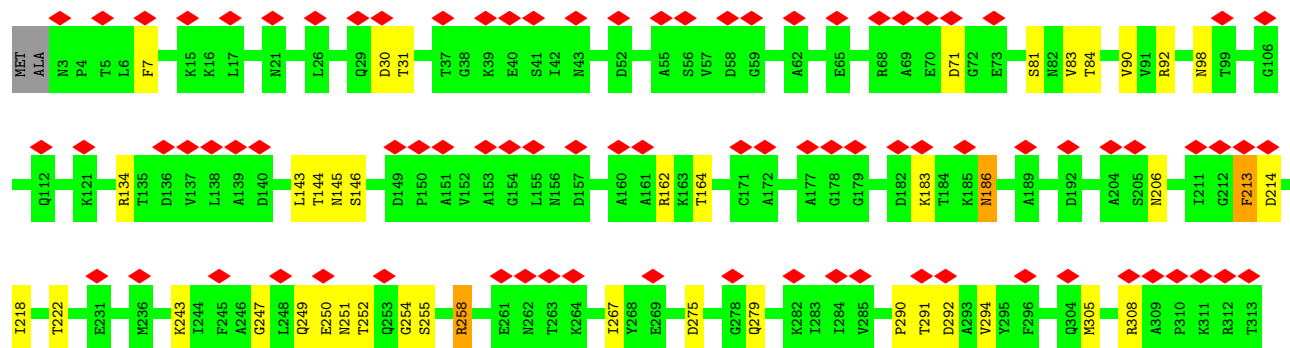 MET ALA N3 P4 T5 L6 F7 K15 K16 L17 N21 L26 Q29 D30 T31 T37 G38 K39 E40 S41 I42 N43 D52 A55 S56 V57 D58 G59 A62 E65 R68 A69 E70 D71 G72 E73 S81 N82 V83 T84 V90 V91 R92 N98 T99 G106
Q112 K121 R134 T135 D136 V137 L138 A139 D140 L143 T144 N145 S146 D149 P150 A151 V152 A153 G154 L155 N156 D157 A160 A161 R162 K163 T164 C171 A172 A177 G178 G179 D182 K183 T184 K185 N186 A189 D192 A204 S205 N206 I211 G212 F213 D214
I218 T222 E231 M236 K243 I244 F245 A246 G247 L248 Q249 E250 N251 T252 Q253 G254 S255 R258 E261 N262 T263 K264 I267 Y268 E269 D275 G278 Q279 K282 I283 I284 V285 P290 T291 D292 A293 V294 Y295 F296 Q304 M305 R308 A309 P310 K311 R312 T313